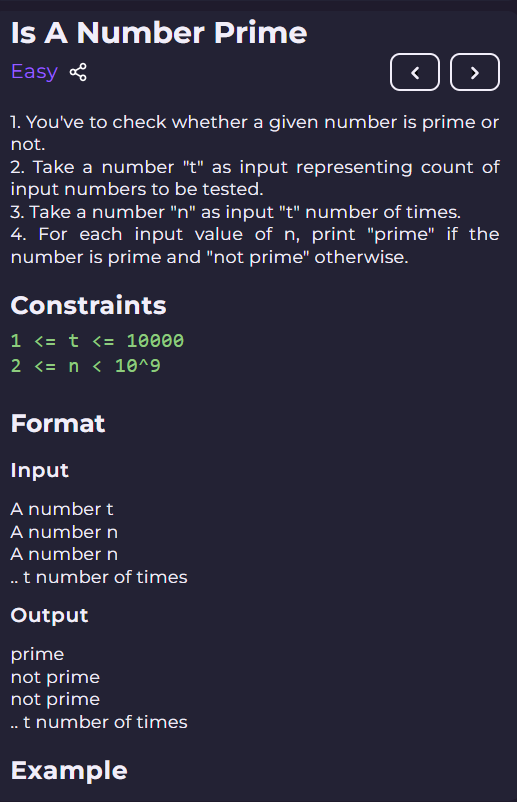 Is A Number Prime
Easy
1. You've to check whether a given number is prime or
not.
2. Take a number "t" as input representing count of
input numbers to be tested.
3. Take a number "n" as input "t" number of times.
4. For each input value of n, print "prime" if the
number is prime and "not prime" otherwise.
Constraints
1 <= t <= 10000
2 <= n < 10^9
Format
Input
A number t
A number n
A number n
.. t number of times
Output
prime
not prime
not prime
.. t number of times
Example